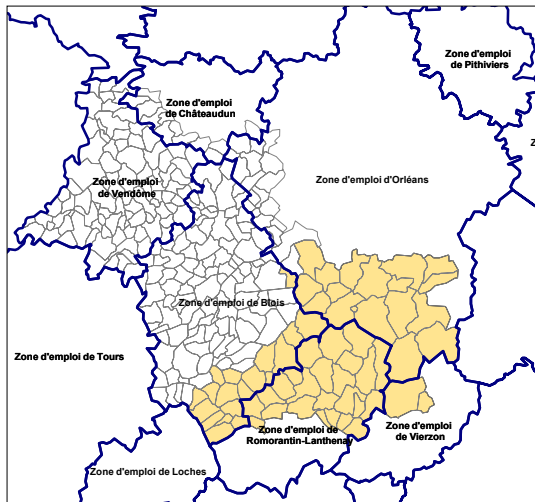 Zone d'emploi
de Pithiviers
Zone d'emploi
de Châteaudun
Z
Zone d'emploi
de Vendôme
Zone d'emploi d'Orléans
Zone d'emploi de Blois
Zone d'emploi de Tours
Zone d'emploi de
Romorantin-Lanthenay
Zone d'emploi
de Vierzon
Zone d'emploi de Loches